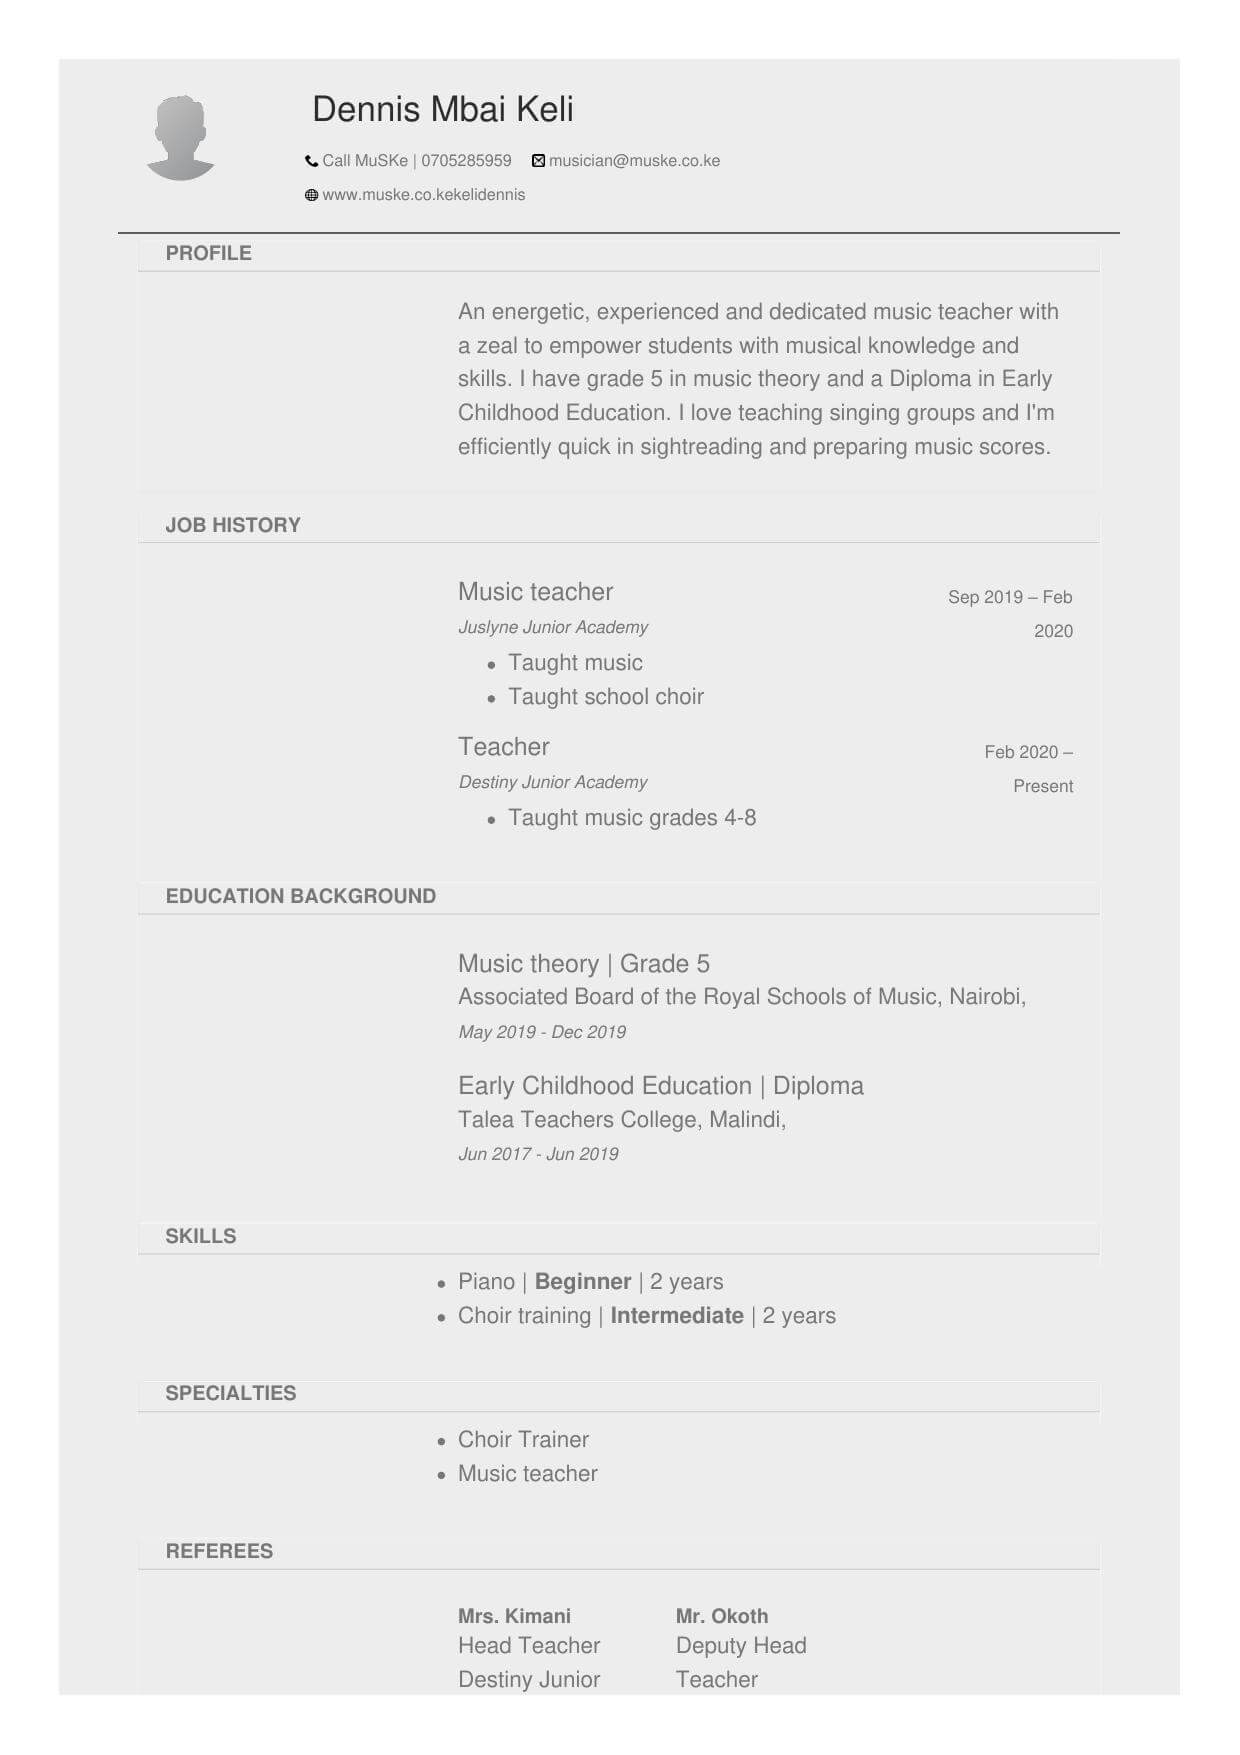 Dennis Mbai Keli
Call MuSKe | 0705285959 musician@muske.co.ke
www.muske.co.kekelidennis
PROFILE
An energetic, experienced and dedicated music teacher with
a zeal to empower students with musical knowledge and
skills. I have grade 5 in music theory and a Diploma in Early
Childhood Education. I love teaching singing groups and I'm
efficiently quick in sightreading and preparing music scores.
JOB HISTORY
Music teacher
Sep 2019 – Feb
2020
Juslyne Junior Academy
• Taught music
• Taught school choir
Teacher
Feb 2020 –
Present
Destiny Junior Academy
• Taught music grades 4-8
EDUCATION BACKGROUND
Music theory | Grade 5
Associated Board of the Royal Schools of Music, Nairobi,
May 2019 - Dec 2019
Early Childhood Education | Diploma
Talea Teachers College, Malindi,
Jun 2017 - Jun 2019
SKILLS
• Piano | Beginner | 2 years
• Choir training | Intermediate | 2 years
SPECIALTIES
• Choir Trainer
• Music teacher
REFEREES
Mrs. Kimani
Head Teacher
Destiny Junior
Mr. Okoth
Deputy Head
Teacher